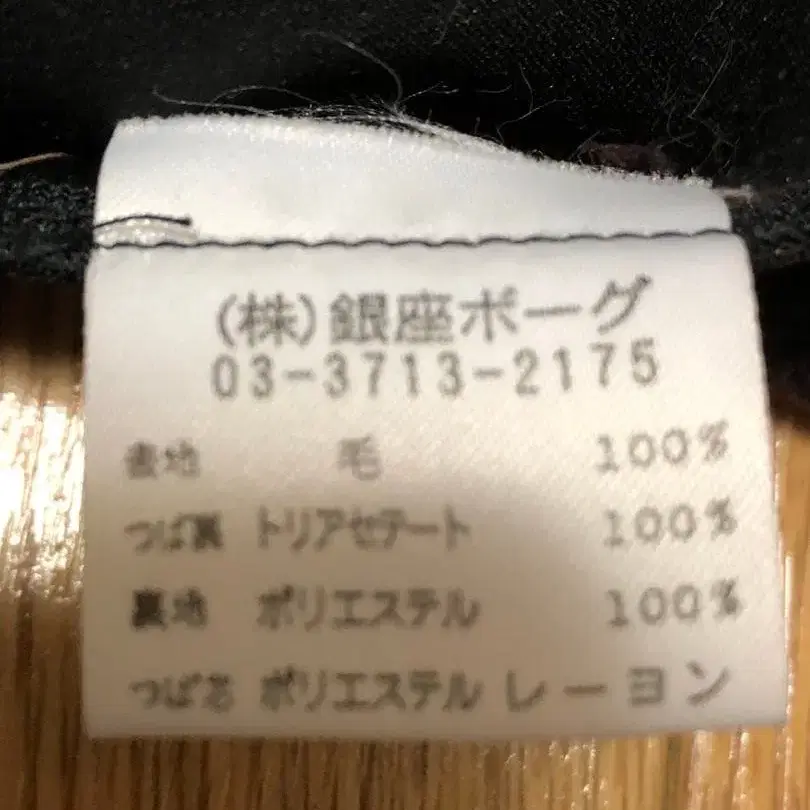 (株)銀座ボーグ
03-3713-2175
表地 毛 100%
つば裏 トリアセテート 100%
裏地 ポリエステル 100%
つば芯 ポリエステル レーヨン